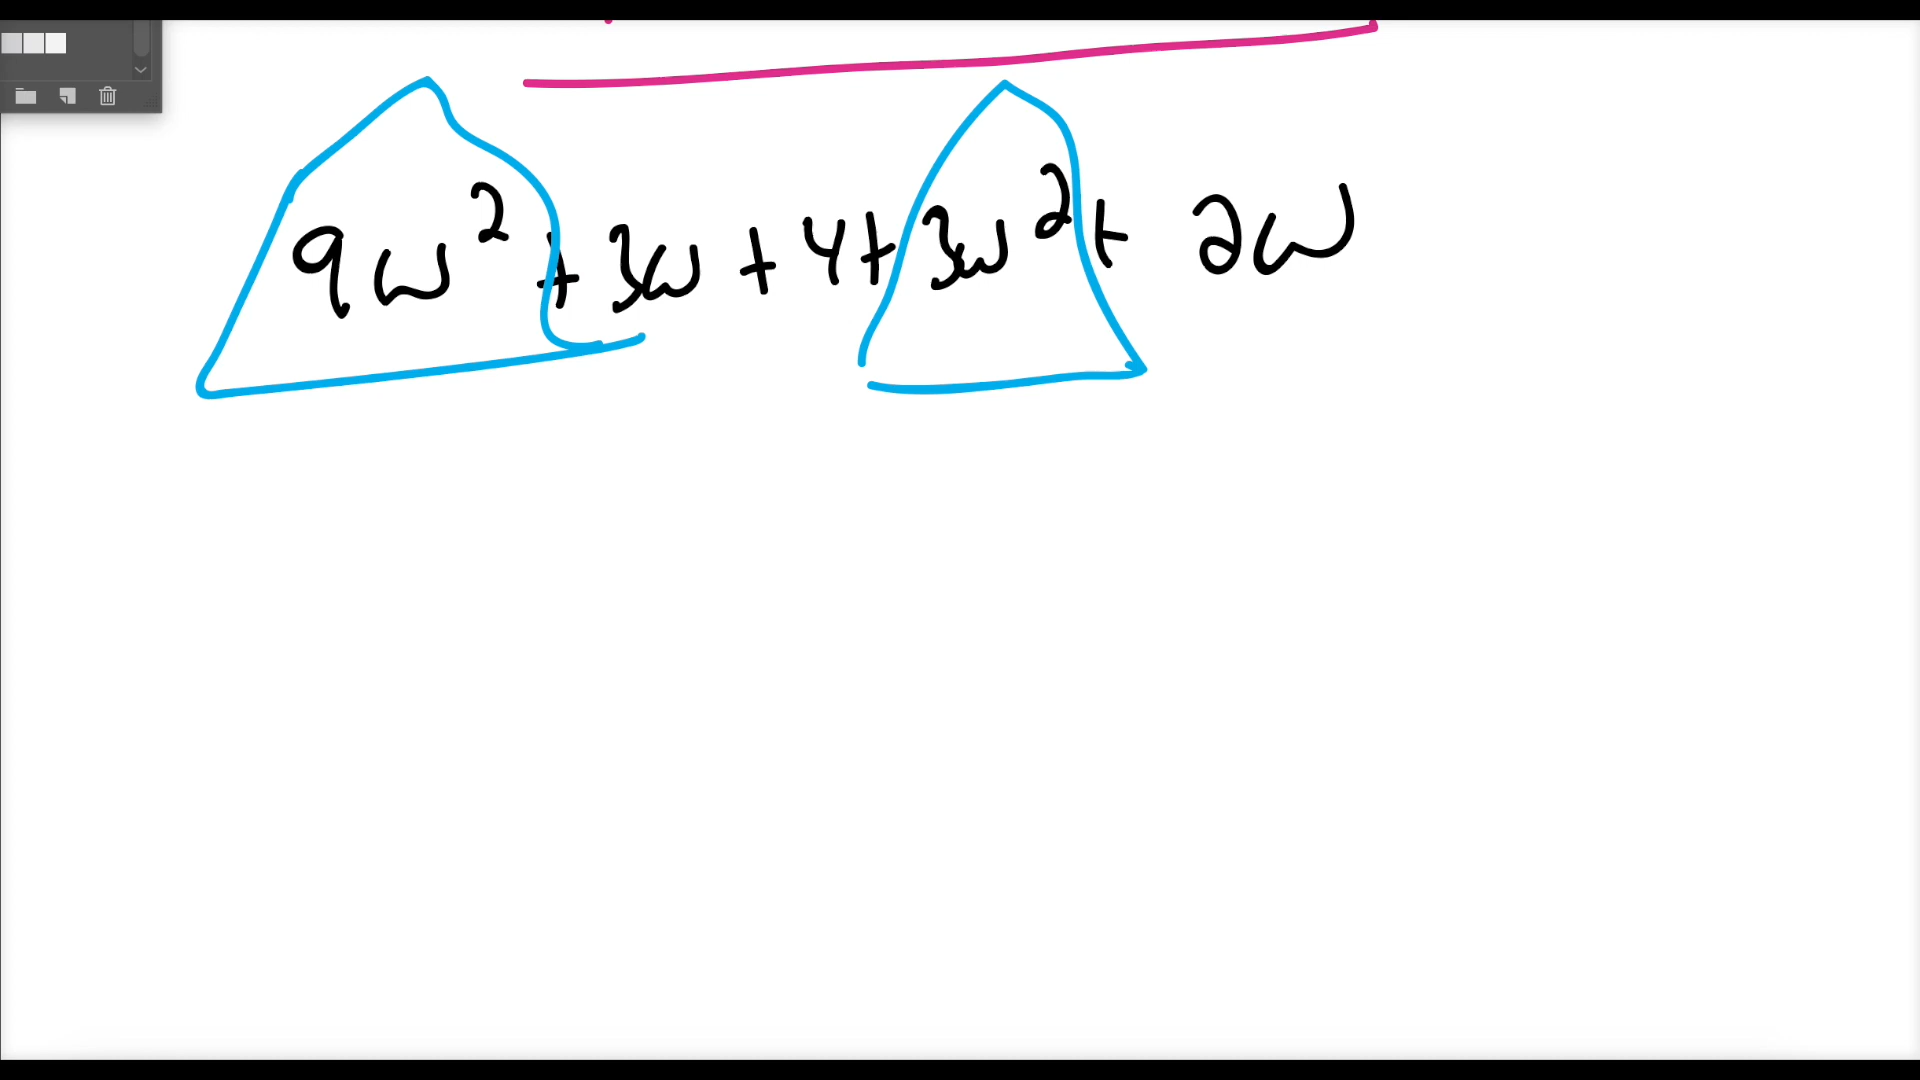 9w² + 3w + 4 + 3w² + 2w